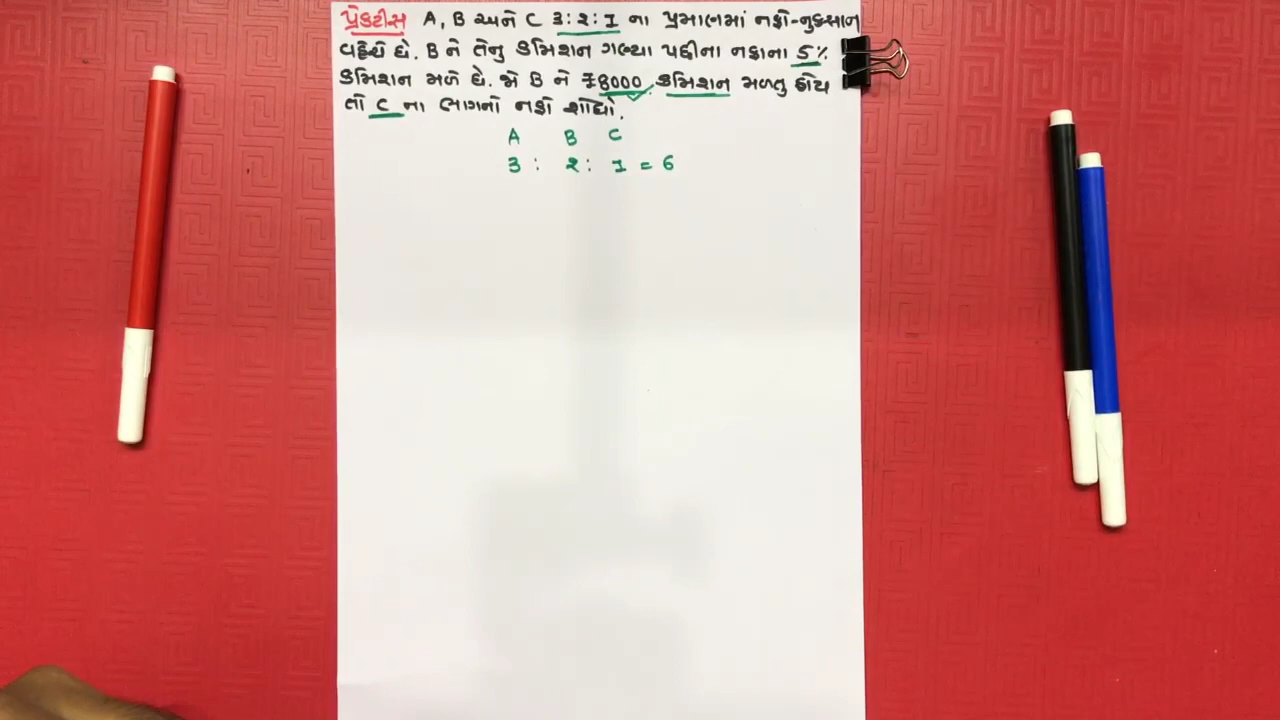 પ્રેક્ટીસ A, B અને C 3:2:1 ના પ્રમાણમાં નફો-નુકસાન
વહેંચે છે. B ને તેનુ કમિશન ગણ્યા પછીના નફાના 5%
કમિશન મળે છે. જો B ને ₹8000 કમિશન મળતુ હોય
તો C ના ભાગનો નફો શોધો.
A B C
3 : 2 : 1 = 6